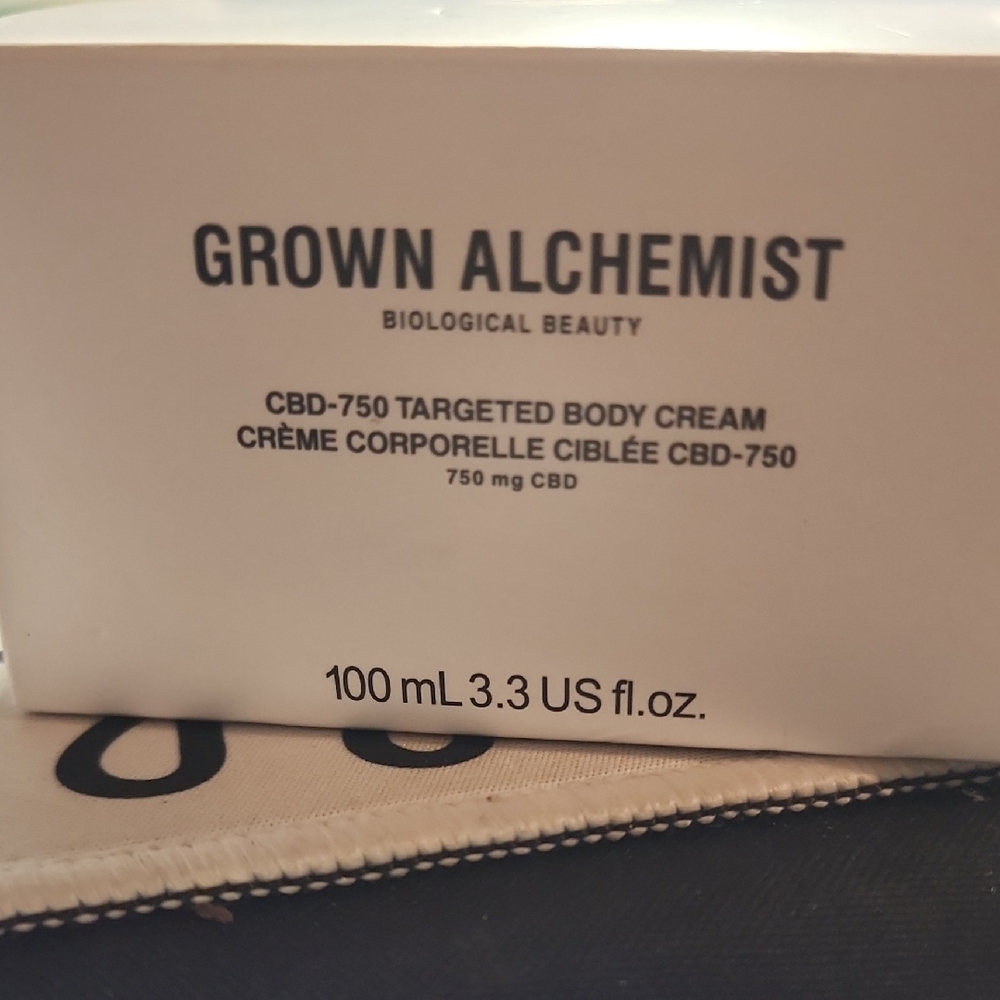 GROWN ALCHEMIST
BIOLOGICAL BEAUTY
CBD-750 TARGETED BODY CREAM
CRÈME CORPORELLE CIBLÉE CBD-750
750 mg CBD
100 mL 3.3 US fl.oz.